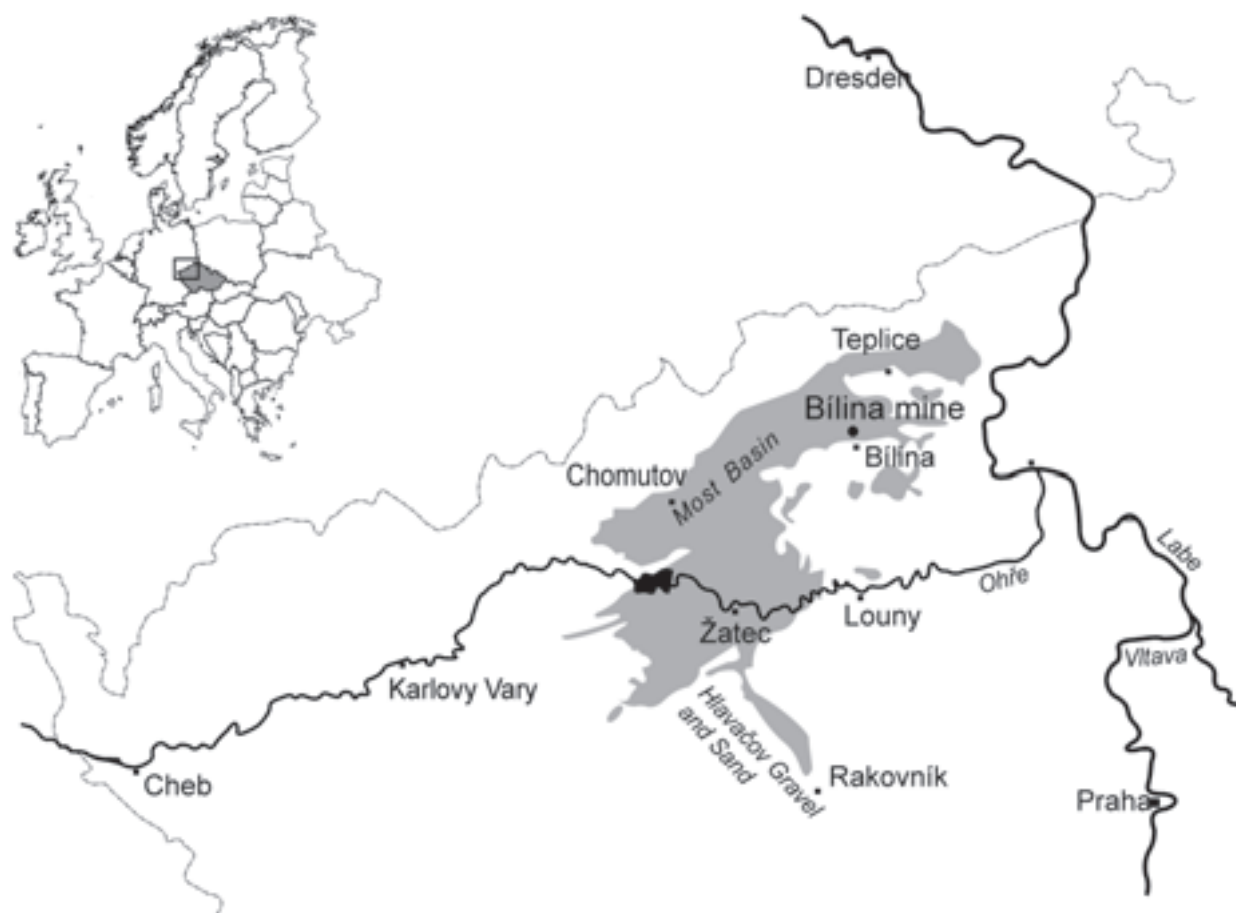 Dresden
Teplice
Bílina mine
Bílina
Most Basin
Chomutov
Labe
Ohře
Louny
Žatec
Vltava
Karlovy Vary
Hlavačov Gravel
and Sand
Cheb
Rakovník
Praha